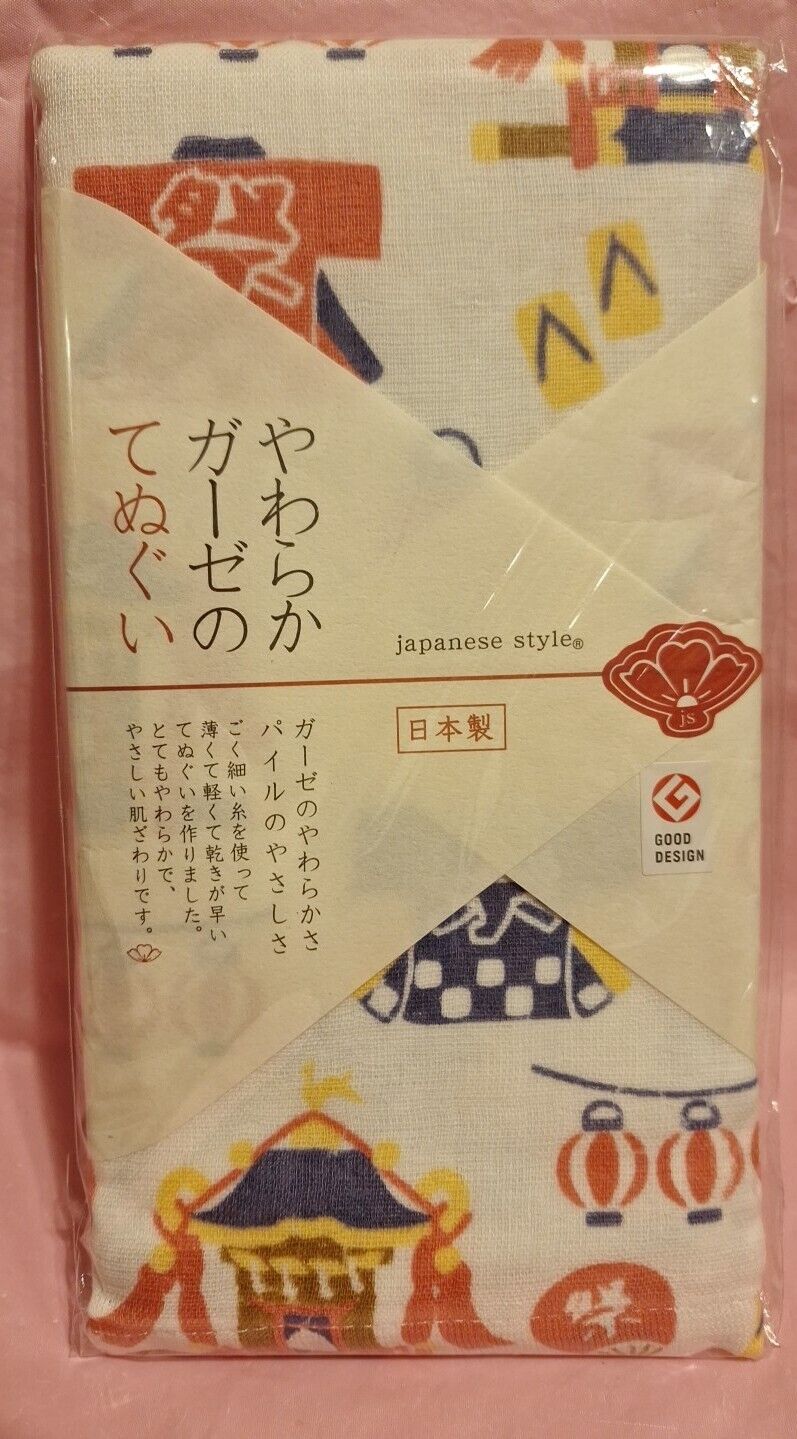 やわらか
ガーゼの
てぬぐい
japanese style®
js
日本製
GOOD
DESIGN
ガーゼのやわらかさ
パイルのやさしさ
ごく細い糸を使って
薄くて軽くて乾きが早い
てぬぐいを作りました。
とてもやわらかで、
やさしい肌ざわりです。
祭
祭